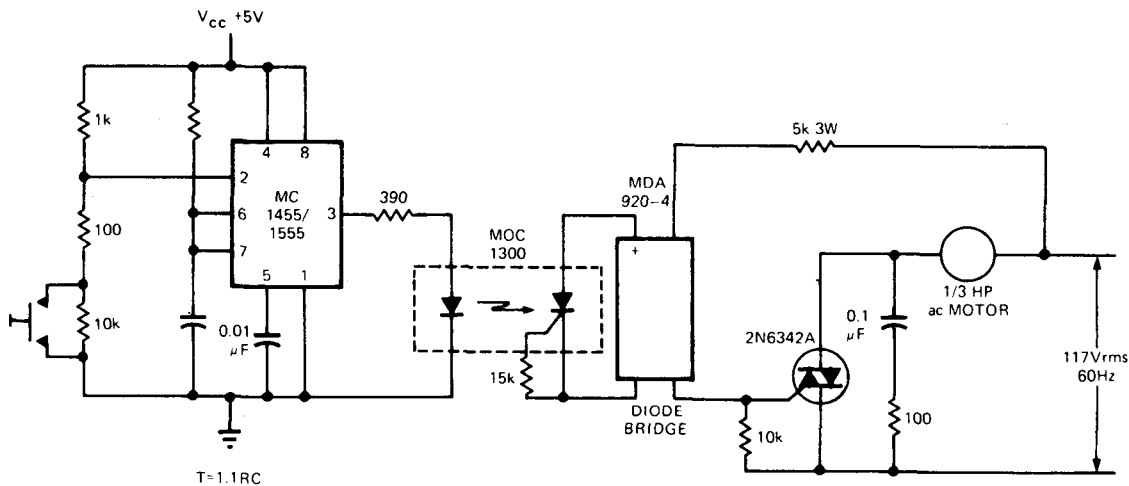 Vcc +5V
1k
4
8
5k 3W
2
MC
1455/
1555
3
390
MDA
920-4
100
6
7
MOC
1300
+
5
1
1/3 HP
ac MOTOR
10k
0.01
μF
0.1
μF
2N6342A
117Vrms
60Hz
15k
DIODE
BRIDGE
10k
100
T=1.1RC